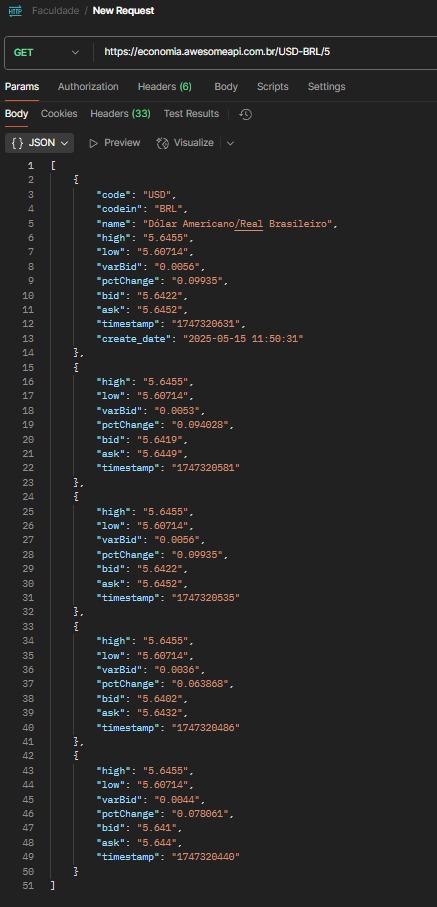 HTTP Faculdade / New Request
GET https://economia.awesomeapi.com.br/USD-BRL/5
Params Authorization Headers (6) Body Scripts Settings
Body Cookies Headers (33) Test Results
{} JSON Preview Visualize
1 [
2 {
3 "code": "USD",
4 "codein": "BRL",
5 "name": "Dólar Americano/Real Brasileiro",
6 "high": "5.6455",
7 "low": "5.60714",
8 "varBid": "0.0056",
9 "pctChange": "0.09935",
10 "bid": "5.6422",
11 "ask": "5.6452",
12 "timestamp": "1747320631",
13 "create_date": "2025-05-15 11:50:31"
14 },
15 {
16 "high": "5.6455",
17 "low": "5.60714",
18 "varBid": "0.0053",
19 "pctChange": "0.094028",
20 "bid": "5.6419",
21 "ask": "5.6449",
22 "timestamp": "1747320581"
23 },
24 {
25 "high": "5.6455",
26 "low": "5.60714",
27 "varBid": "0.0056",
28 "pctChange": "0.09935",
29 "bid": "5.6422",
30 "ask": "5.6452",
31 "timestamp": "1747320535"
32 },
33 {
34 "high": "5.6455",
35 "low": "5.60714",
36 "varBid": "0.0036",
37 "pctChange": "0.063868",
38 "bid": "5.6402",
39 "ask": "5.6432",
40 "timestamp": "1747320486"
41 },
42 {
43 "high": "5.6455",
44 "low": "5.60714",
45 "varBid": "0.0044",
46 "pctChange": "0.078061",
47 "bid": "5.641",
48 "ask": "5.644",
49 "timestamp": "1747320440"
50 }
51 ]